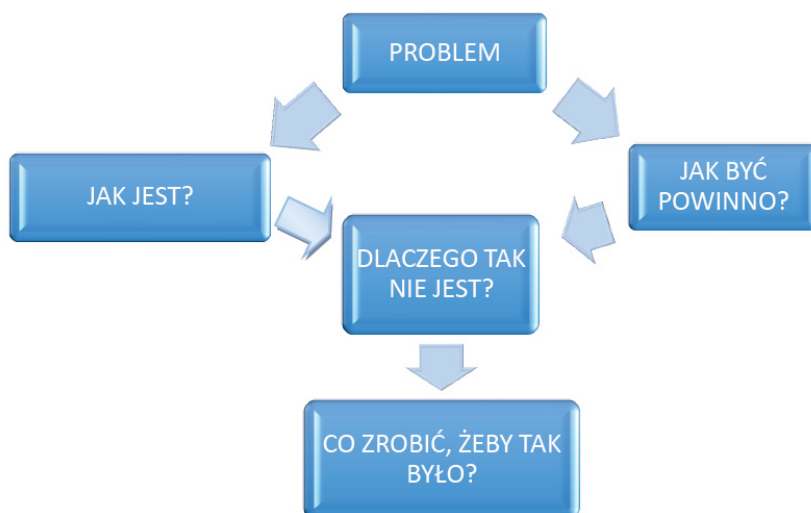 PROBLEM
JAK JEST?
JAK BYĆ
POWINNO?
DLACZEGO TAK
NIE JEST?
CO ZROBIĆ, ŻEBY TAK
BYŁO?